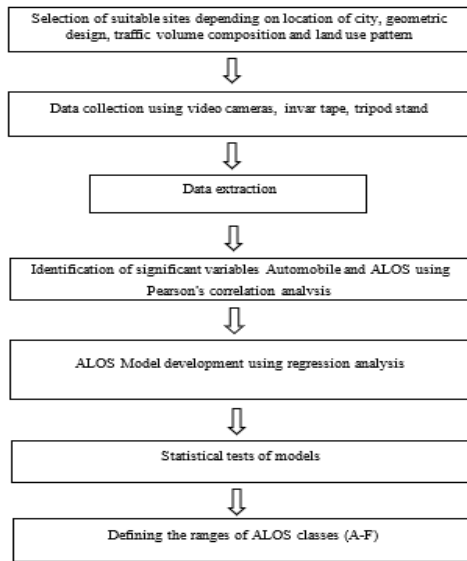 Selection of suitable sites depending on location of city, geometric
design, traffic volume composition and land use pattern
Data collection using video cameras, invar tape, tripod stand
Data extraction
Identification of significant variables Automobile and ALOS using
Pearson's correlation analysis
ALOS Model development using regression analysis
Statistical tests of models
Defining the ranges of ALOS classes (A-F)